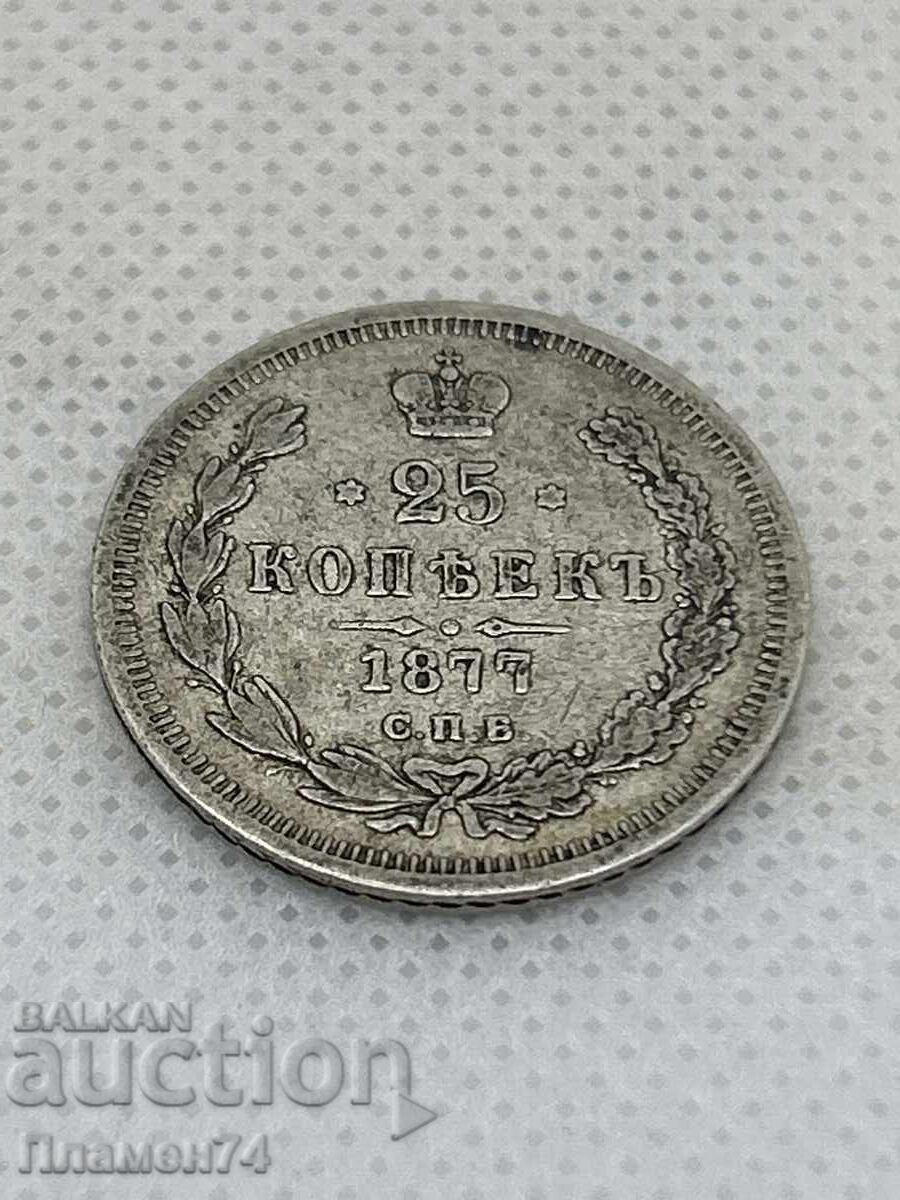 * 25 *
КОПѢЕКЪ
1877
С.П.Б.
BALKAN
auction
Пламен74